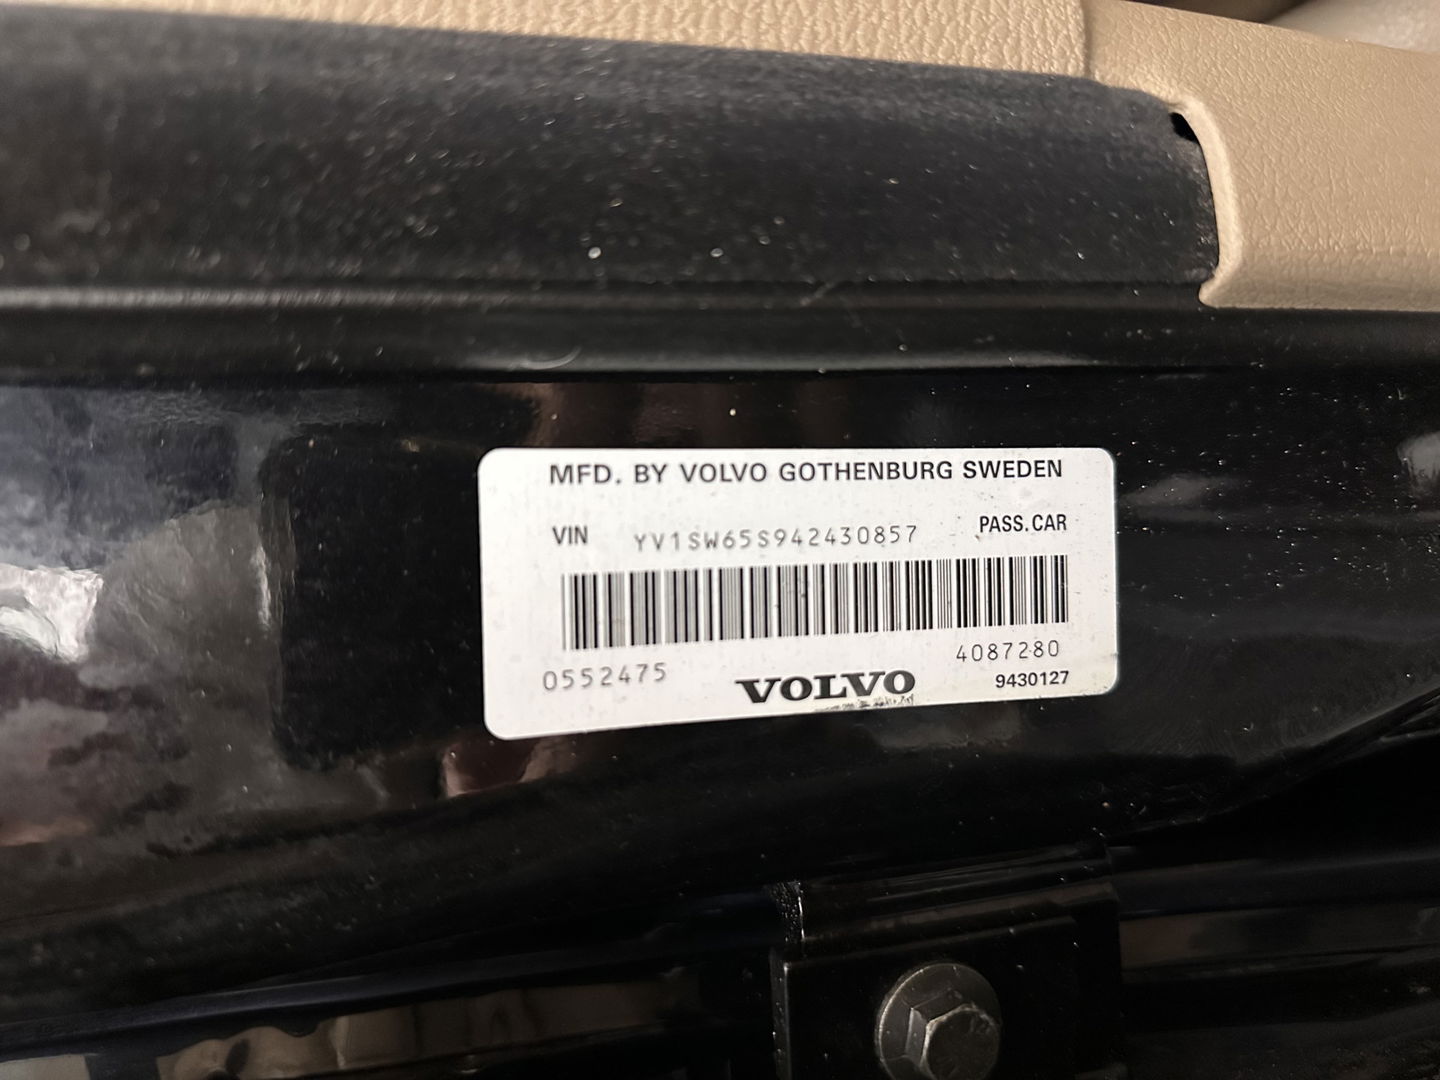 MFD. BY VOLVO GOTHENBURG SWEDEN
VIN YV1SW65S942430857 PASS.CAR
0552475 VOLVO 4087280
9430127